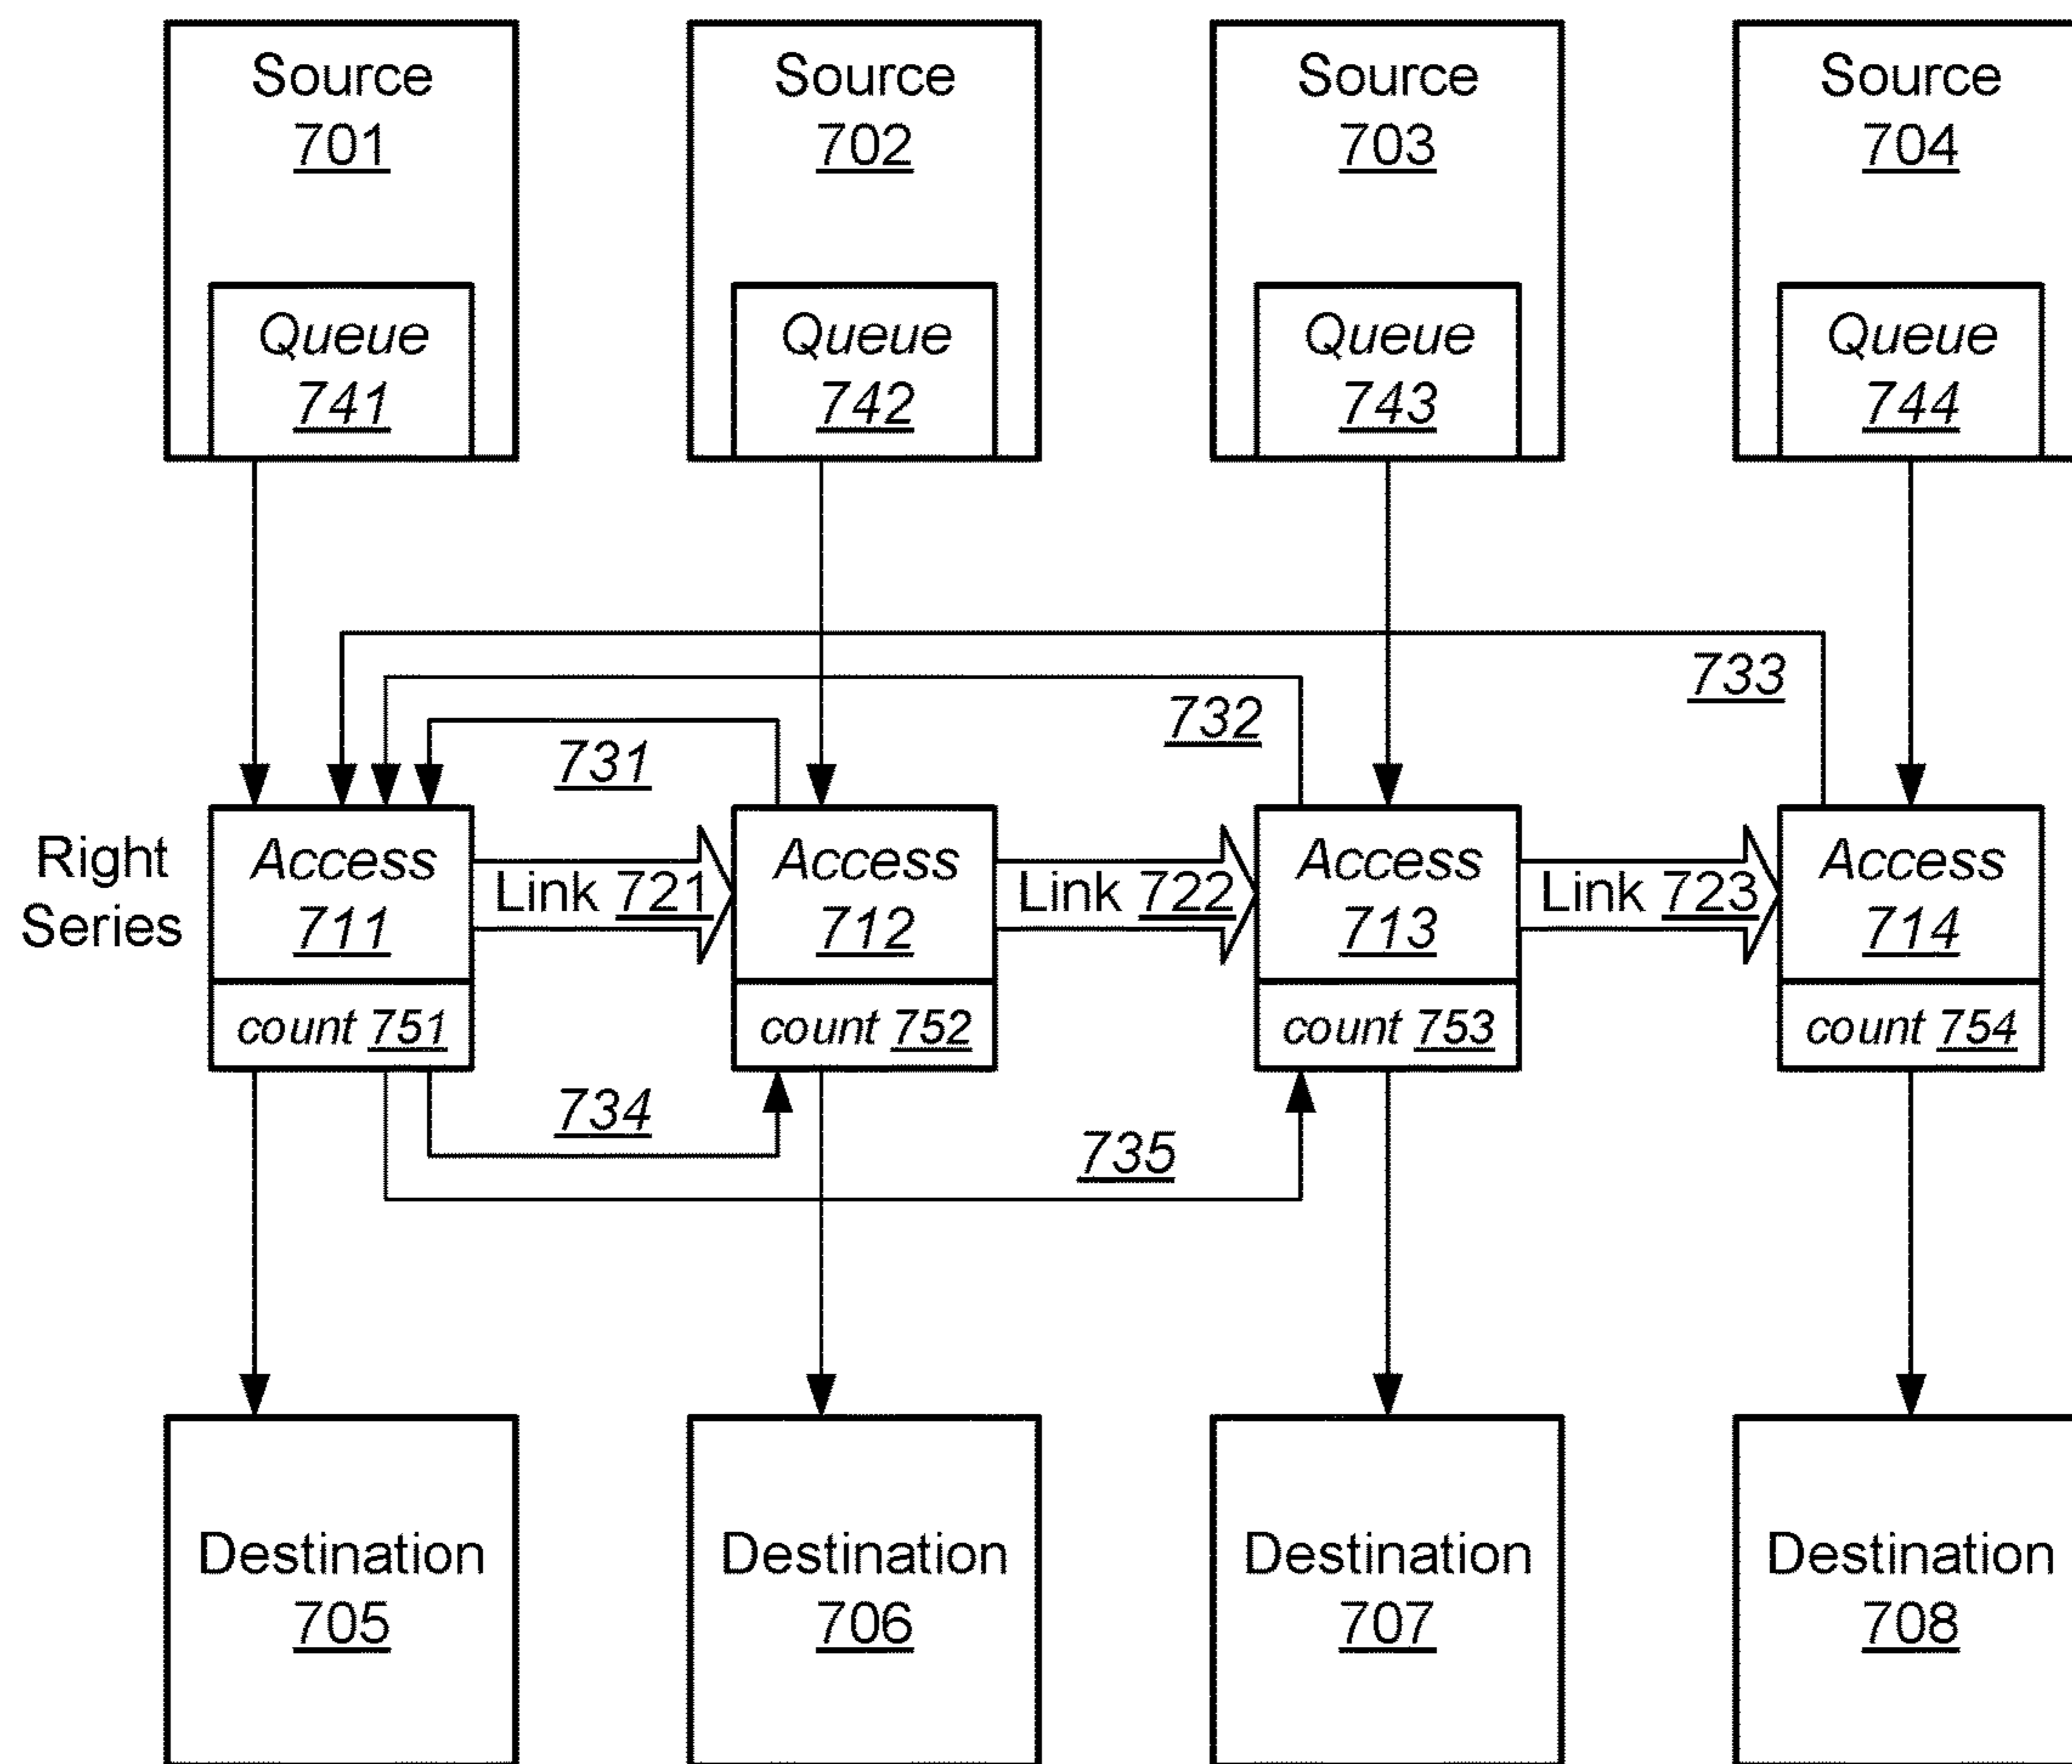 Source
701
Source
702
Source
703
Source
704
Queue
741
Queue
742
Queue
743
Queue
744
733
732
731
Right
Series
Access
711
Link 721
Access
712
Link 722
Access
713
Link 723
Access
714
count 751
count 752
count 753
count 754
734
735
Destination
705
Destination
706
Destination
707
Destination
708